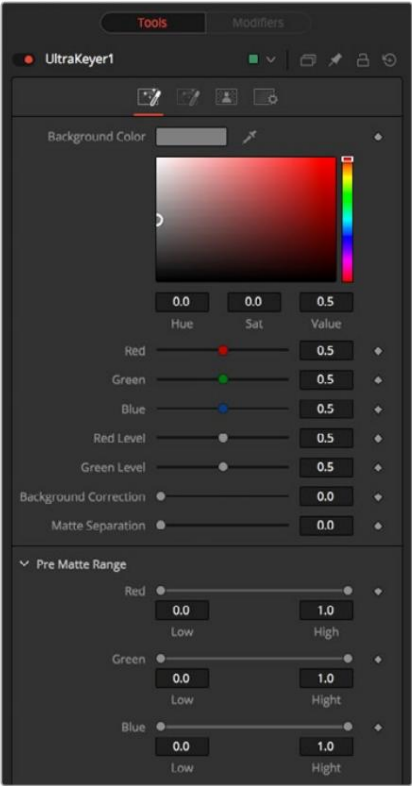 Tools Modifiers
UltraKeyer1
Background Color
0.0 0.0 0.5
Hue Sat Value
Red 0.5
Green 0.5
Blue 0.5
Red Level 0.5
Green Level 0.5
Background Correction 0.0
Matte Separation 0.0
Pre Matte Range
Red
0.0 1.0
Low High
Green
0.0 1.0
Low Hight
Blue
0.0 1.0
Low Hight